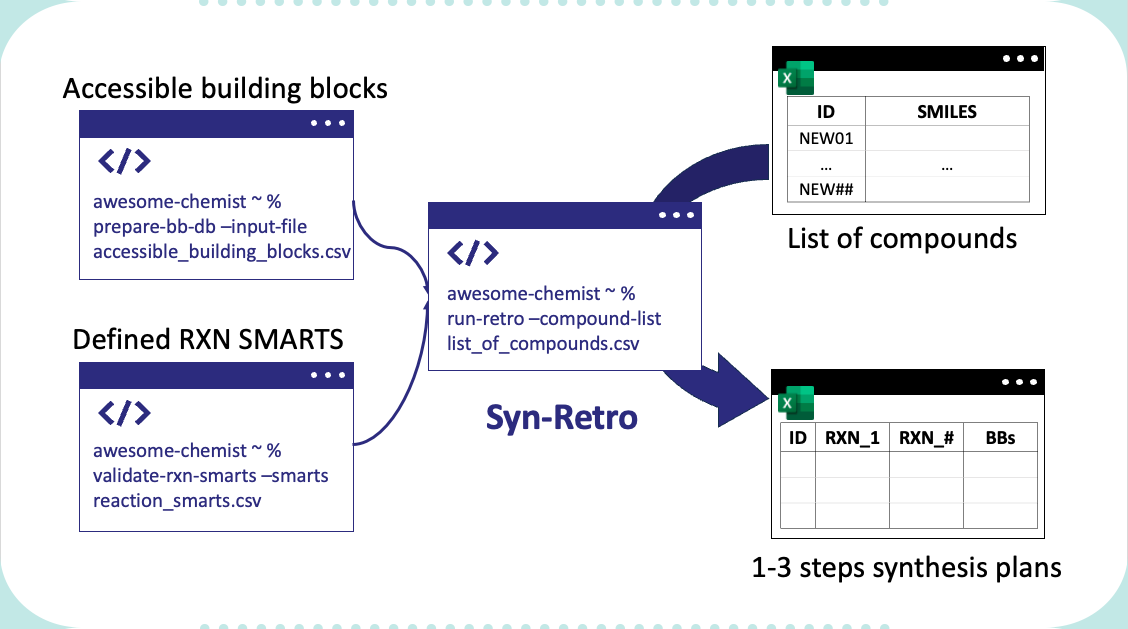 Accessible building blocks
</>
awesome-chemist ~ %
prepare-bb-db –input-file
accessible_building_blocks.csv
Defined RXN SMARTS
</>
awesome-chemist ~ %
validate-rxn-smarts –smarts
reaction_smarts.csv
</>
awesome-chemist ~ %
run-retro –compound-list
list_of_compounds.csv
Syn-Retro
X
ID SMILES
NEW01
... ...
NEW##
List of compounds
X
ID RXN_1 RXN_# BBs
1-3 steps synthesis plans